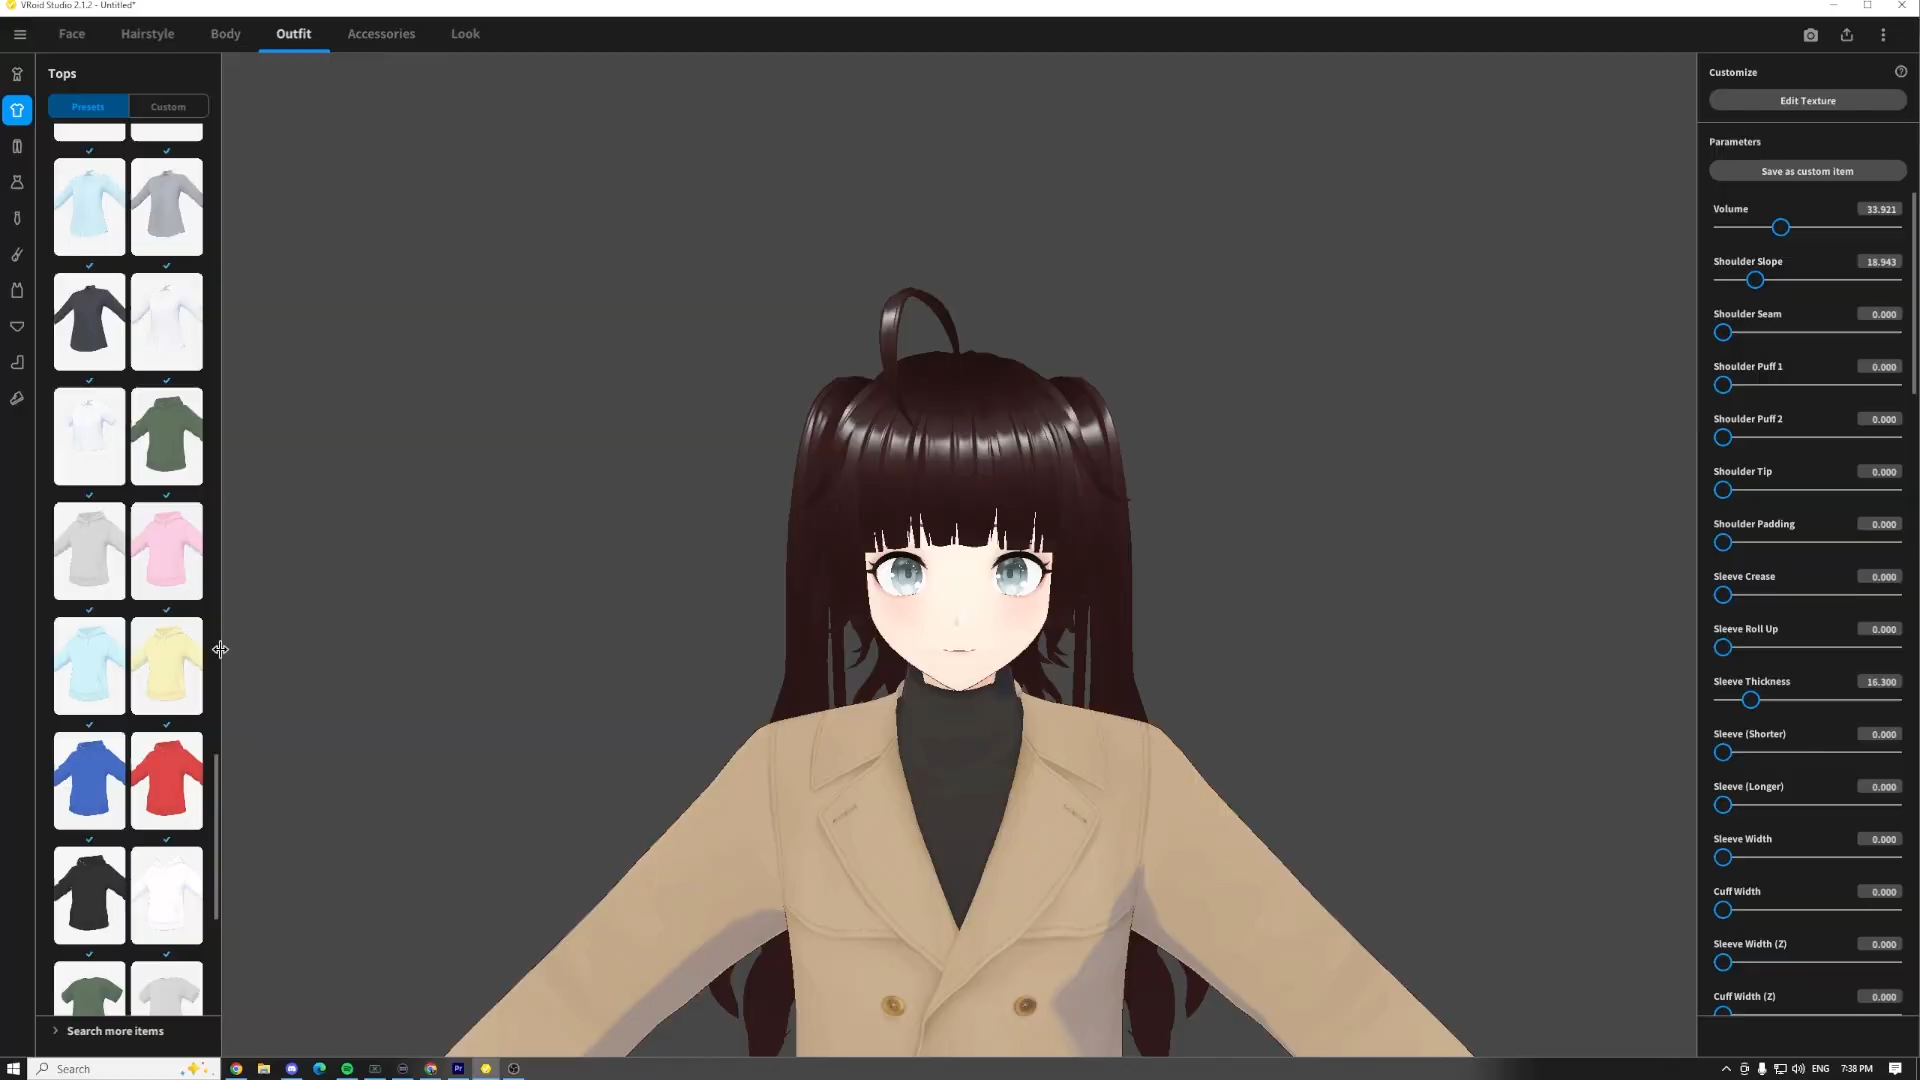 VRoid Studio 2.1.2 - Untitled*
Face
Hairstyle
Body
Outfit
Accessories
Look
Tops
Presets
Custom
Search more items
Customize
Edit Texture
Parameters
Save as custom item
Volume 33.921
Shoulder Slope 18.943
Shoulder Seam 0.000
Shoulder Puff 1 0.000
Shoulder Puff 2 0.000
Shoulder Tip 0.000
Shoulder Padding 0.000
Sleeve Crease 0.000
Sleeve Roll Up 0.000
Sleeve Thickness 16.300
Sleeve (Shorter) 0.000
Sleeve (Longer) 0.000
Sleeve Width 0.000
Cuff Width 0.000
Sleeve Width (Z) 0.000
Cuff Width (Z) 0.000
Search
Pr
ENG
7:38 PM